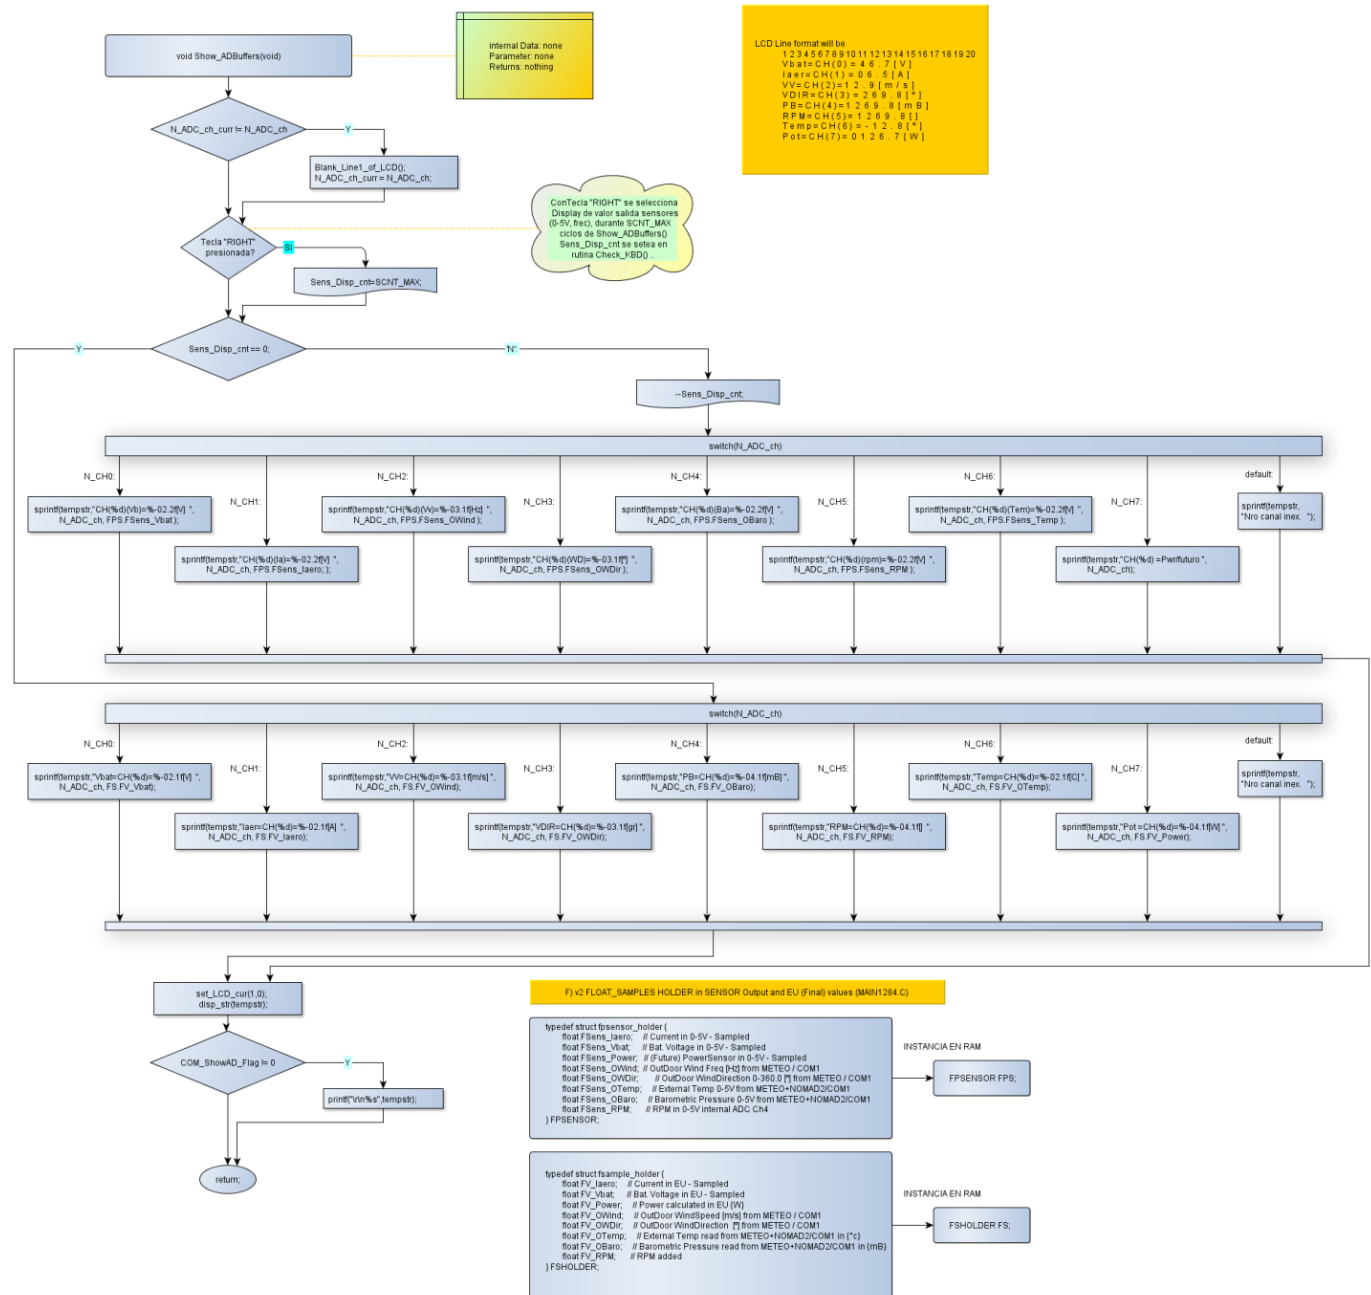 void Show_ADBuffers(void)
internal Data: none
Parameter: none
Returns: nothing
LCD Line format will be
1 2 3 4 5 6 7 8 9 10 11 12 13 14 15 16 17 18 19 20
Vbat=CH(0) = 4 6 . 7 [ V ]
Iaer=CH(1) = 0 6 . 5 [ A ]
VV=CH(2)=1 2 . 9 [ m / s ]
VDIR=CH(3) = 2 6 9 . 8 [ * ]
PB=CH(4)=1 2 6 9 . 8 [ m B ]
RPM=CH(5)= 1 2 6 9 . 8 [ ]
Temp=CH(6) = - 1 2 . 8 [ * ]
Pot=CH(7)= 0 1 2 6 . 7 [ W ]
N_ADC_ch_curr != N_ADC_ch
Y
Blank_Line1_of_LCD();
N_ADC_ch_curr = N_ADC_ch;
ConTecla "RIGHT" se selecciona
Display de valor salida sensores
(0-5V, frec), durante SCNT_MAX
ciclos de Show_ADBuffers()
Sens_Disp_cnt se setea en
rutina Check_KBD() ..
Tecla "RIGHT"
presionada?
SI
Sens_Disp_cnt=SCNT_MAX;
Sens_Disp_cnt == 0;
Y
'N':
--Sens_Disp_cnt;
switch(N_ADC_ch)
N_CH0:
sprintf(tempstr,"CH(%d)(Vb)=%-02.2f[V] ",
N_ADC_ch, FPS.FSens_Vbat );
N_CH1:
sprintf(tempstr,"CH(%d)(Ia)=%-02.2f[V] ",
N_ADC_ch, FPS.FSens_Iaero; );
N_CH2:
sprintf(tempstr,"CH(%d)(Vv)=%-03.1f[Hz] ",
N_ADC_ch, FPS.FSens_OWind );
N_CH3:
sprintf(tempstr,"CH(%d)(WD)=%-03.1f[*] ",
N_ADC_ch, FPS.FSens_OWDir );
N_CH4:
sprintf(tempstr,"CH(%d)(Ba)=%-02.2f[V] ",
N_ADC_ch, FPS.FSens_OBaro );
N_CH5:
sprintf(tempstr,"CH(%d)(rpm)=%-02.2f[V] ",
N_ADC_ch, FPS.FSens_RPM );
N_CH6:
sprintf(tempstr,"CH(%d)(Tem)=%-02.2f[V] ",
N_ADC_ch, FPS.FSens_Temp );
N_CH7:
sprintf(tempstr,"CH(%d) =Pwr/futuro ",
N_ADC_ch);
default:
sprintf(tempstr,
"Nro canal inex. ");
switch(N_ADC_ch)
N_CH0:
sprintf(tempstr,"Vbat=CH(%d)=%-02.1f[V] ",
N_ADC_ch, FS.FV_Vbat);
N_CH1:
sprintf(tempstr,"Iaer=CH(%d)=%-02.1f[A] ",
N_ADC_ch, FS.FV_Iaero);
N_CH2:
sprintf(tempstr,"VV=CH(%d)=%-03.1f[m/s] ",
N_ADC_ch, FS.FV_OWind);
N_CH3:
sprintf(tempstr,"VDIR=CH(%d)=%-03.1f[gr] ",
N_ADC_ch, FS.FV_OWDir);
N_CH4:
sprintf(tempstr,"PB=CH(%d)=%-04.1f[mB] ",
N_ADC_ch, FS.FV_OBaro);
N_CH5:
sprintf(tempstr,"RPM=CH(%d)=%-04.1f[] ",
N_ADC_ch, FS.FV_RPM);
N_CH6:
sprintf(tempstr,"Temp=CH(%d)=%-02.1f[C] ",
N_ADC_ch, FS.FV_OTemp);
N_CH7:
sprintf(tempstr,"Pot =CH(%d)=%-04.1f[W] ",
N_ADC_ch, FS.FV_Power);
default:
sprintf(tempstr,
"Nro canal inex. ");
set_LCD_cur(1,0);
disp_str(tempstr);
COM_ShowAD_Flag != 0
Y
printf("\r\n%s",tempstr);
return;
F) v2 FLOAT_SAMPLES HOLDER in SENSOR Output and EU (Final) values (MAIN1284.C)
typedef struct fpsensor_holder {
float FSens_Iaero; // Current in 0-5V - Sampled
float FSens_Vbat; // Bat. Voltage in 0-5V - Sampled
float FSens_Power; // (Future) PowerSensor in 0-5V - Sampled
float FSens_OWind; // OutDoor Wind Freq [Hz] from METEO / COM1
float FSens_OWDir; // OutDoor WindDirection 0-360.0 [*] from METEO / COM1
float FSens_OTemp; // External Temp 0-5V from METEO+NOMAD2/COM1
float FSens_OBaro; // Barometric Pressure 0-5V from METEO+NOMAD2/COM1
float FSens_RPM; // RPM in 0-5V internal ADC Ch4
} FPSENSOR;
INSTANCIA EN RAM
FPSENSOR FPS;
typedef struct fsample_holder {
float FV_Iaero; // Current in EU - Sampled
float FV_Vbat; // Bat. Voltage in EU - Sampled
float FV_Power; // Power calculated in EU {W}
float FV_OWind; // OutDoor WindSpeed [m/s] from METEO / COM1
float FV_OWDir; // OutDoor WindDirection [*] from METEO / COM1
float FV_OTemp; // External Temp read from METEO+NOMAD2/COM1 in {*c}
float FV_OBaro; // Barometric Pressure read from METEO+NOMAD2/COM1 in {mB}
float FV_RPM; // RPM added
} FSHOLDER;
INSTANCIA EN RAM
FSHOLDER FS;